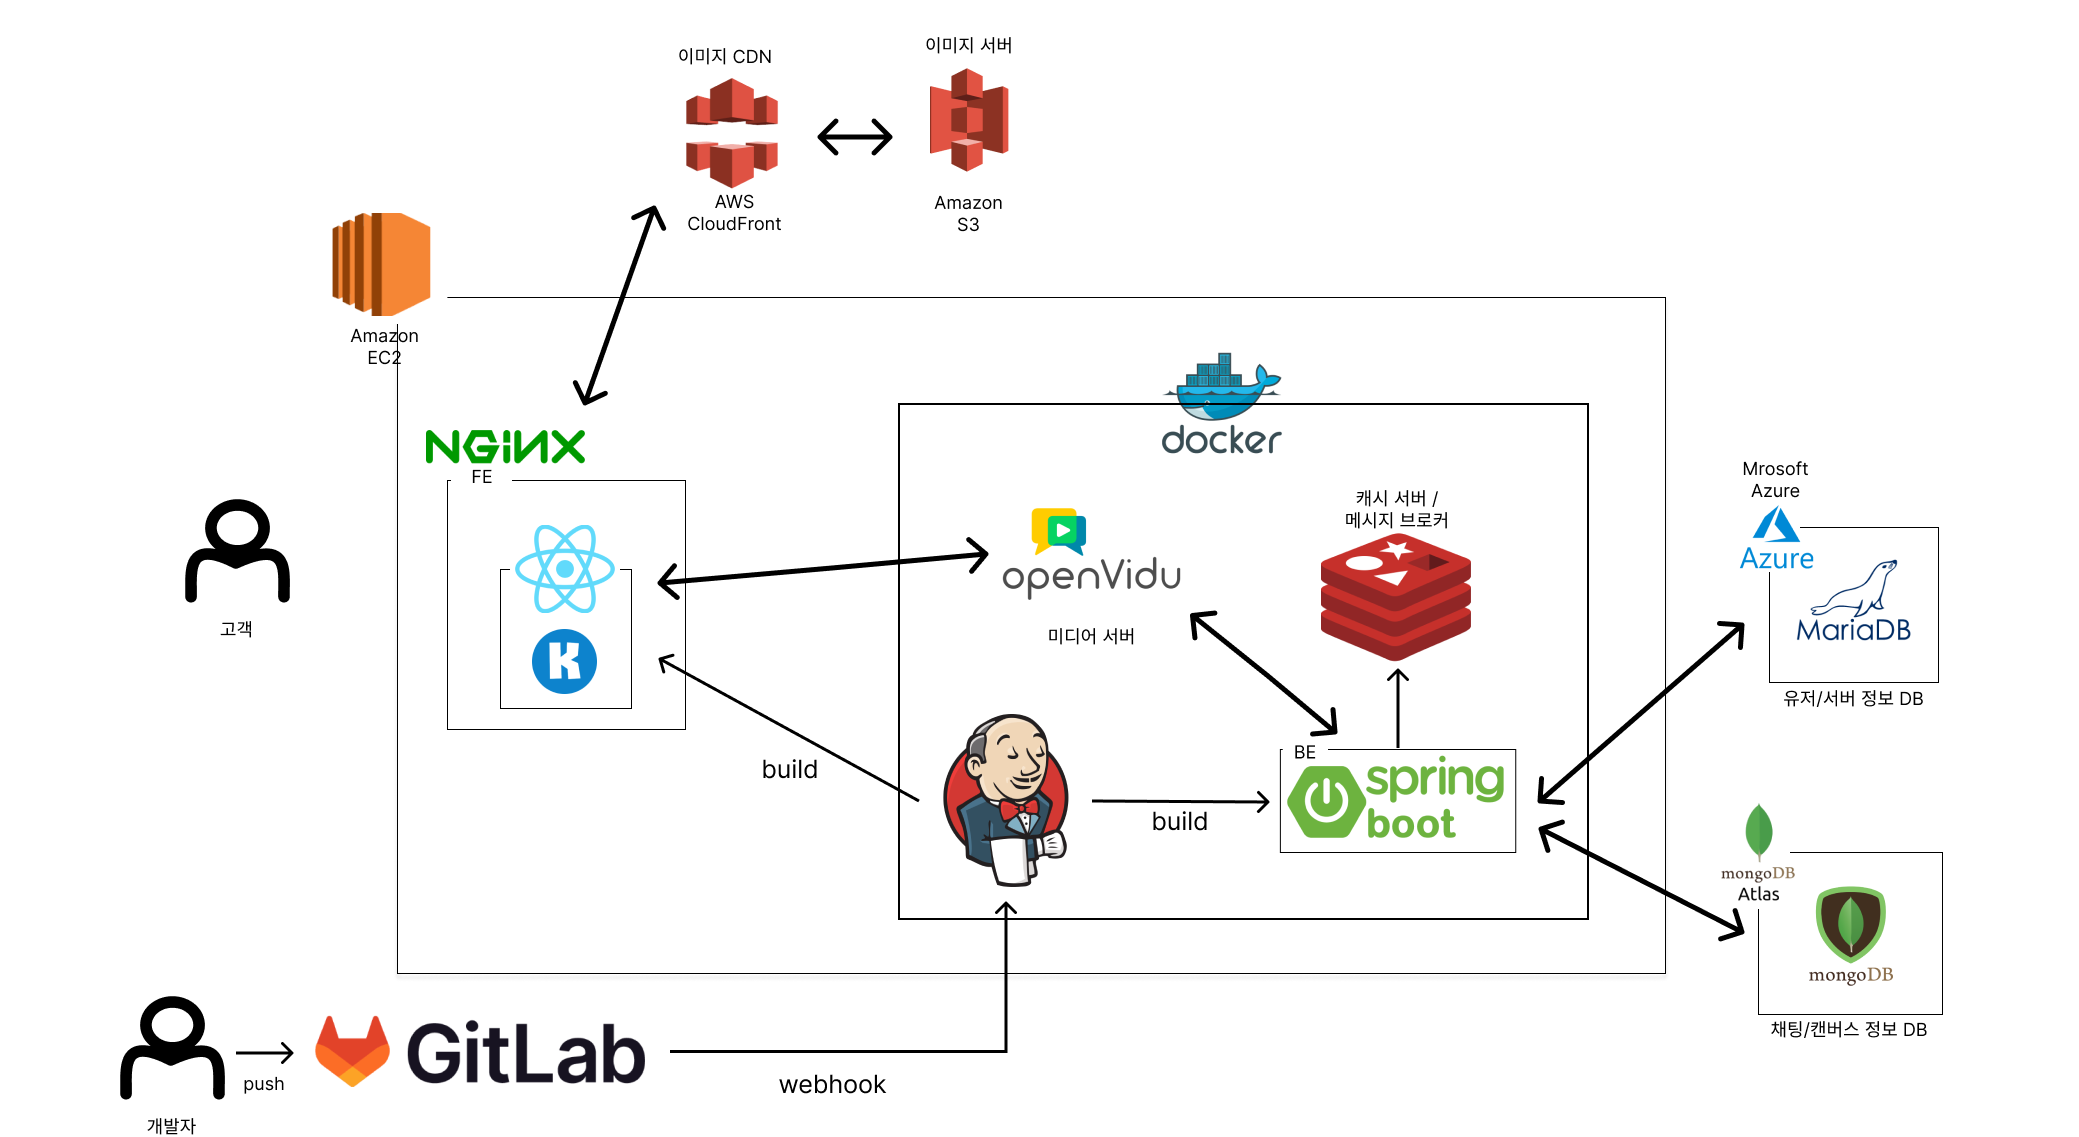 이미지 CDN
이미지 서버
AWS
CloudFront
Amazon
S3
Amazon
EC2
docker
NGiNX
FE
Mrosoft
Azure
Azure
캐시 서버 /
메시지 브로커
openVidu
미디어 서버
MariaDB
유저/서버 정보 DB
고객
K
build
build
BE
spring
boot
mongoDB
Atlas
mongoDB
채팅/캔버스 정보 DB
GitLab
push
webhook
개발자